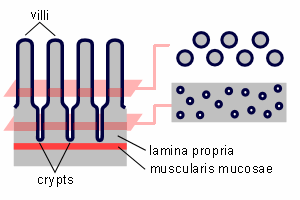 villi
lamina propria
muscularis mucosae
crypts